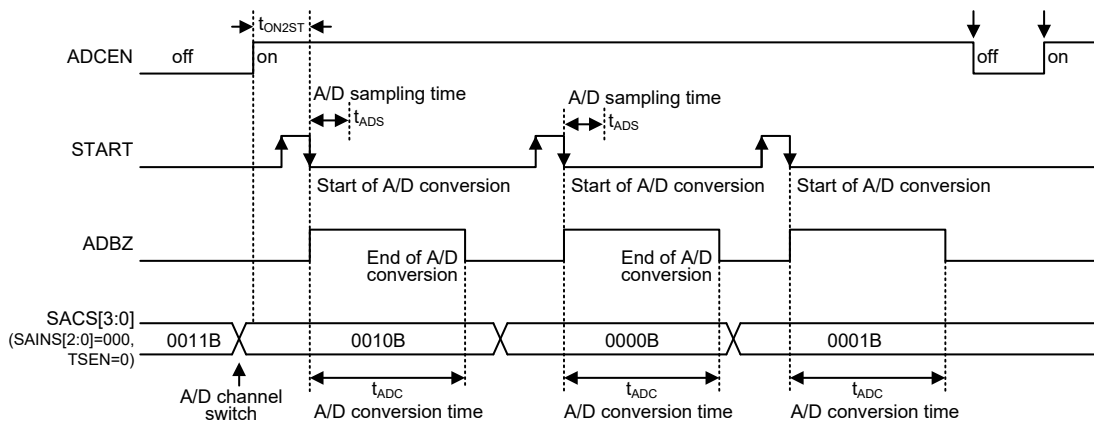 tON2ST
ADCEN off on off on
A/D sampling time A/D sampling time
tADS tADS
START
Start of A/D conversion Start of A/D conversion Start of A/D conversion
ADBZ
End of A/D conversion End of A/D conversion
SACS[3:0]
(SAINS[2:0]=000,
TSEN=0)
0011B 0010B 0000B 0001B
A/D channel
switch
tADC tADC tADC
A/D conversion time A/D conversion time A/D conversion time